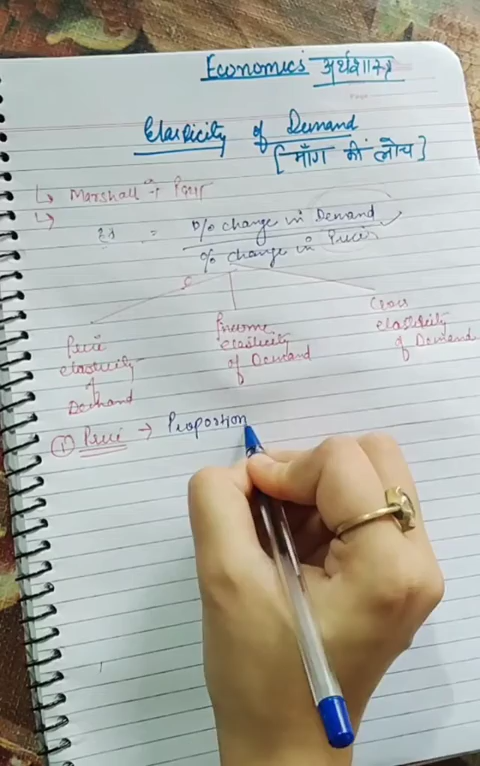 Economics अर्थशास्त्र
Elasticity of Demand
[माँग की लोच]
↳ Marshall ने दिया
↳
= % change in Demand
% change in Price
Price elasticity of Demand
Income elasticity of Demand
Cross elasticity of Demand
① Price → Proportion